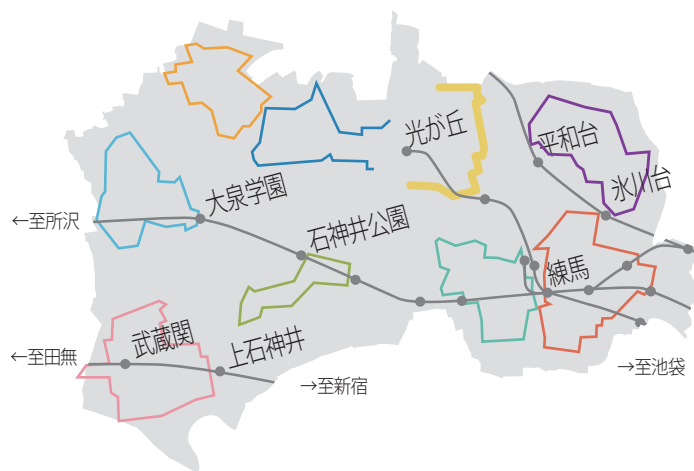 光が丘
平和台
氷川台
大泉学園
←至所沢
石神井公園
練馬
武蔵関
上石神井
←至田無
→至新宿
→至池袋